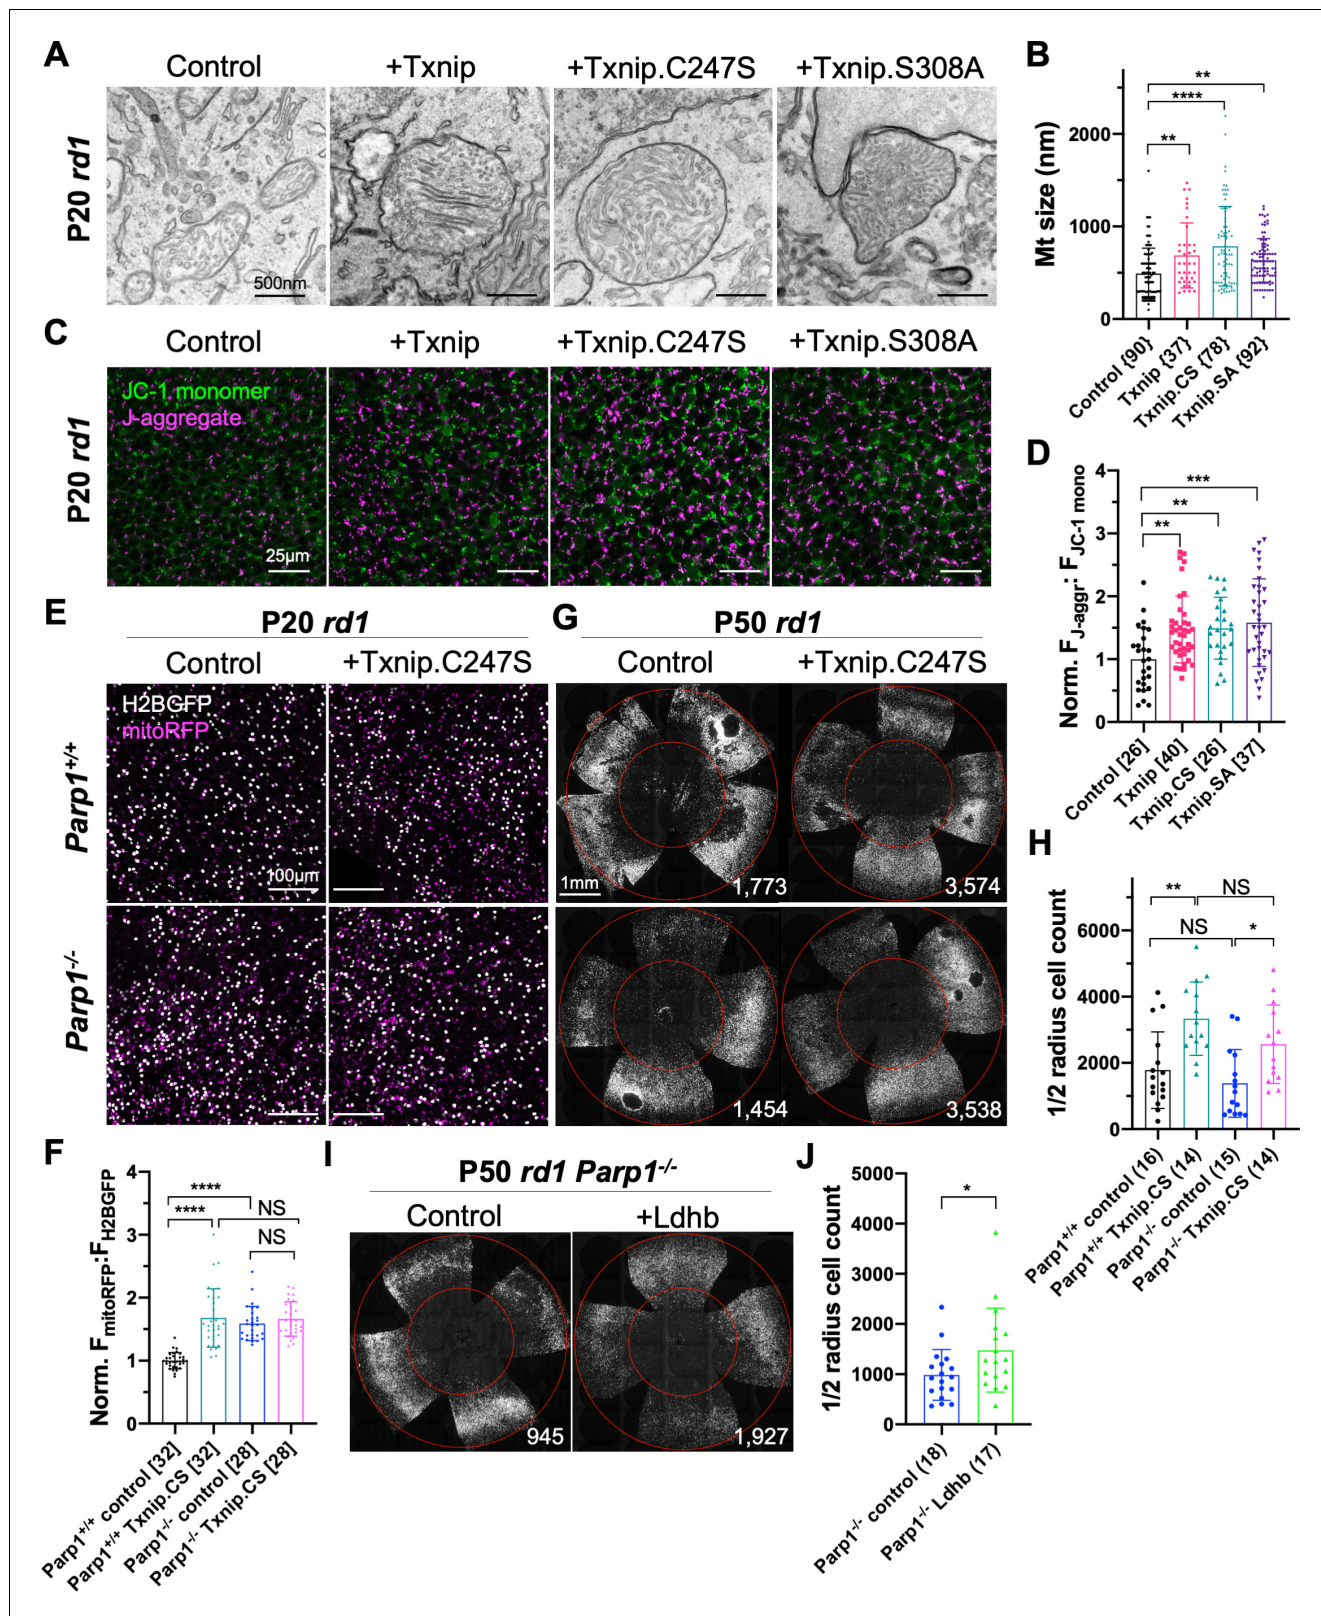 A
Control
+Txnip
+Txnip.C247S
+Txnip.S308A
P20 rd1
500nm
B
Mt size (nm)
2000
1000
0
**
****
**
Control {90}
Txnip {37}
Txnip.CS {78}
Txnip.SA {92}
C
Control
+Txnip
+Txnip.C247S
+Txnip.S308A
P20 rd1
JC-1 monomer
J-aggregate
25µm
D
Norm. F J-aggr: F JC-1 mono
4
3
2
1
0
***
**
**
Control [26]
Txnip [40]
Txnip.CS [26]
Txnip.SA [37]
E
P20 rd1
Control
+Txnip.C247S
H2BGFP
mitoRFP
Parp1+/+
100µm
Parp1-/-
G
P50 rd1
Control
+Txnip.C247S
1mm
1,773
3,574
1,454
3,538
H
1/2 radius cell count
6000
4000
2000
0
**
NS
NS
*
Parp1+/+ control (16)
Parp1+/+ Txnip.CS (14)
Parp1-/- control (15)
Parp1-/- Txnip.CS (14)
F
Norm. F mitoRFP:F H2BGFP
4
3
2
1
0
****
****
NS
NS
Parp1+/+ control [32]
Parp1+/+ Txnip.CS [32]
Parp1-/- control [28]
Parp1-/- Txnip.CS [28]
I
P50 rd1 Parp1-/-
Control
+Ldhb
945
1,927
J
1/2 radius cell count
5000
4000
3000
2000
1000
0
*
Parp1-/- control (18)
Parp1-/- Ldhb (17)